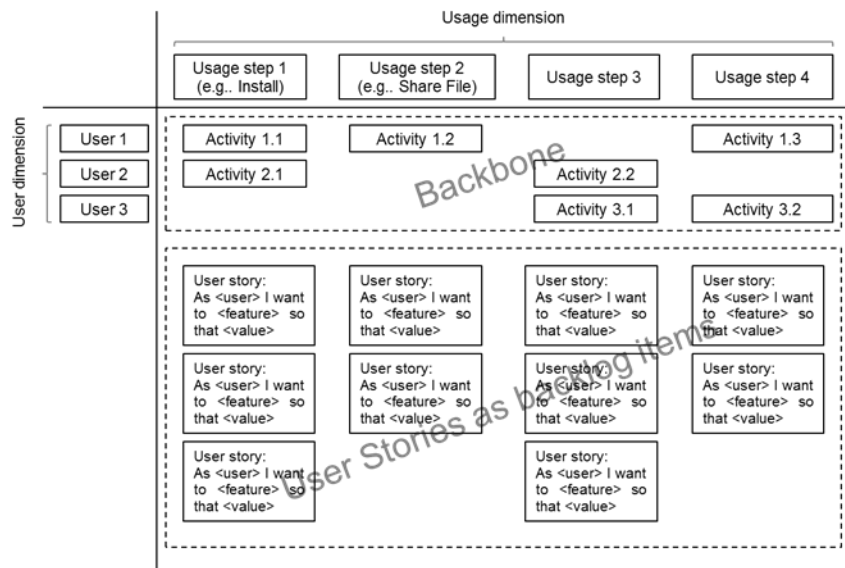 Usage dimension
Usage step 1
(e.g.. Install)
Usage step 2
(e.g.. Share File)
Usage step 3
Usage step 4
User dimension
User 1
Activity 1.1
Activity 1.2
Activity 1.3
User 2
Activity 2.1
Activity 2.2
User 3
Activity 3.1
Activity 3.2
Backbone
User story:
As <user> I want
to <feature> so
that <value>
User story:
As <user> I want
to <feature> so
that <value>
User story:
As <user> I want
to <feature> so
that <value>
User story:
As <user> I want
to <feature> so
that <value>
User story:
As <user> I want
to <feature> so
that <value>
User story:
As <user> I want
to <feature> so
that <value>
User story:
As <user> I want
to <feature> so
that <value>
User story:
As <user> I want
to <feature> so
that <value>
User story:
As <user> I want
to <feature> so
that <value>
User story:
As <user> I want
to <feature> so
that <value>
User Stories as backlog items